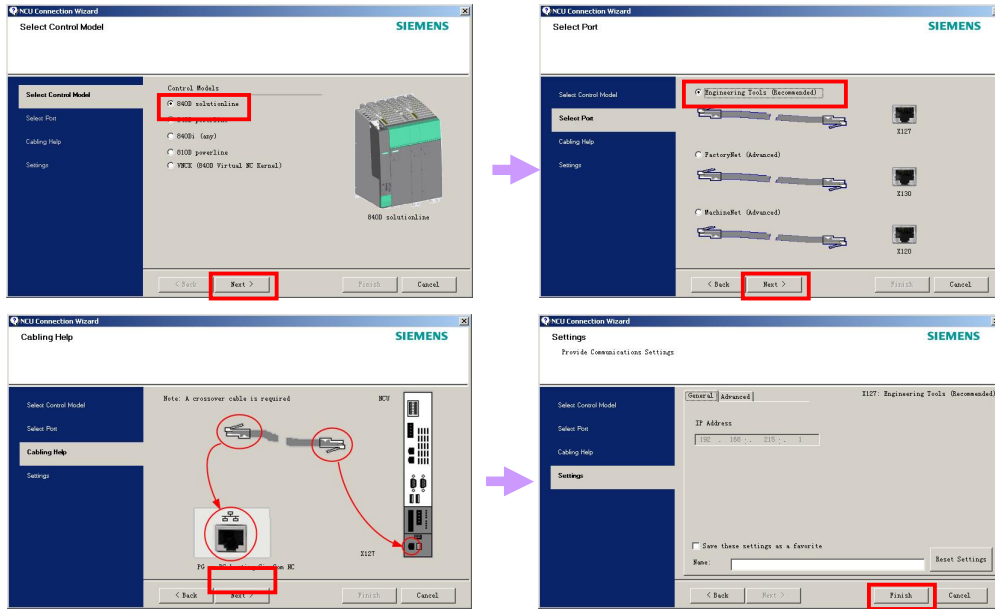 NCU Connection Wizard
Select Control Model
SIEMENS
Select Control Model
Select Port
Cabling Help
Settings
Control Models
840D solutionline
840Di (any)
810D powerline
VNCK (840D Virtual NC Kernel)
840D solutionline
< Back
Next >
Finish
Cancel
NCU Connection Wizard
Select Port
SIEMENS
Select Control Model
Select Port
Cabling Help
Settings
Engineering Tools (Recommended)
X127
FactoryNet (Advanced)
X130
MachineNet (Advanced)
X120
< Back
Next >
Finish
Cancel
NCU Connection Wizard
Cabling Help
SIEMENS
Select Control Model
Select Port
Cabling Help
Settings
Note: A crossover cable is required
NCU
X127
PG
NC
< Back
Next >
Finish
Cancel
NCU Connection Wizard
Settings
Provide Communications Settings
SIEMENS
Select Control Model
Select Port
Cabling Help
Settings
General
Advanced
X127: Engineering Tools (Recommended)
IP Address
192 . 168 . 215 . 1
Save these settings as a favorite
Name:
Reset Settings
< Back
Next >
Finish
Cancel